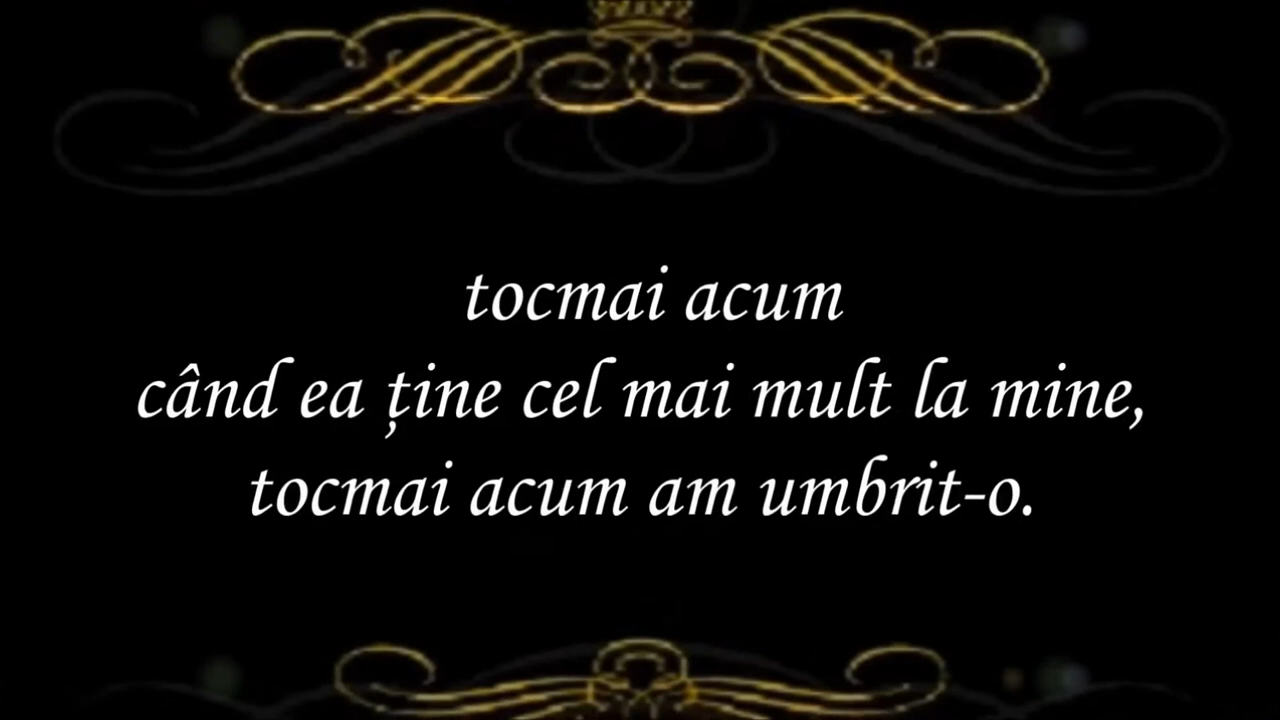 tocmai acum
când ea ține cel mai mult la mine,
tocmai acum am umbrit-o.